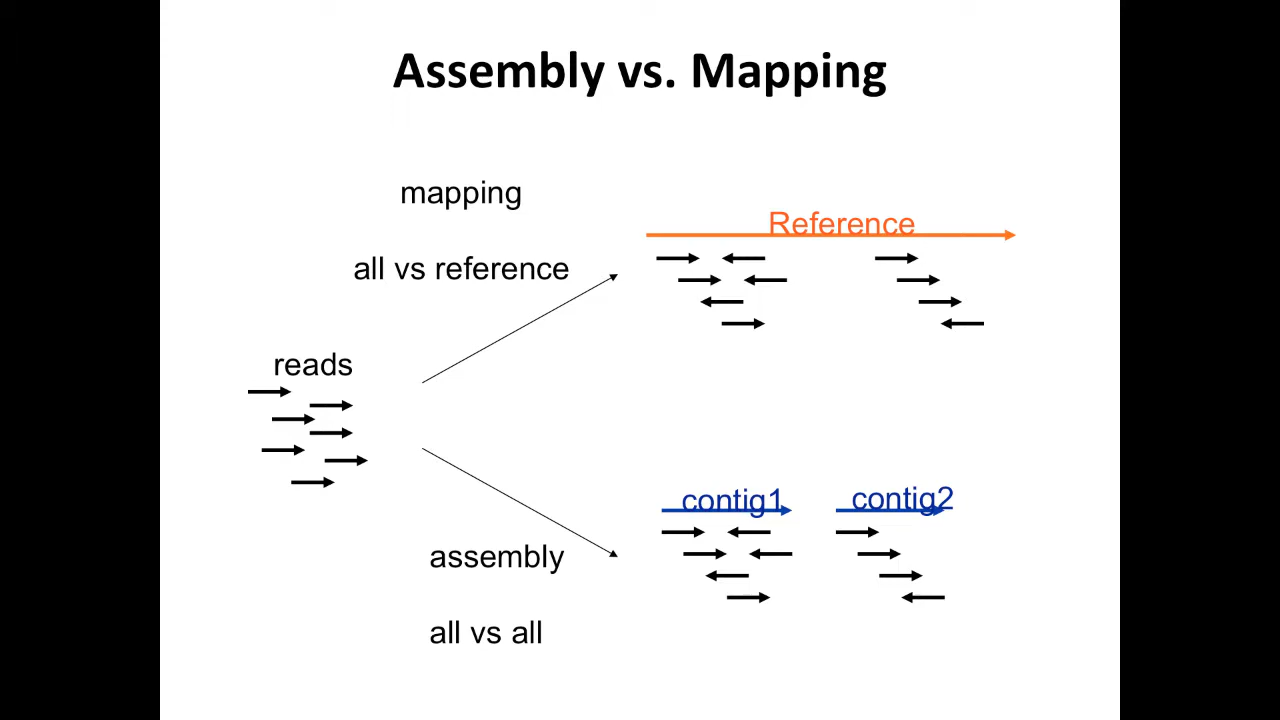 Assembly vs. Mapping
mapping
all vs reference
Reference
reads
contig1
contig2
assembly
all vs all